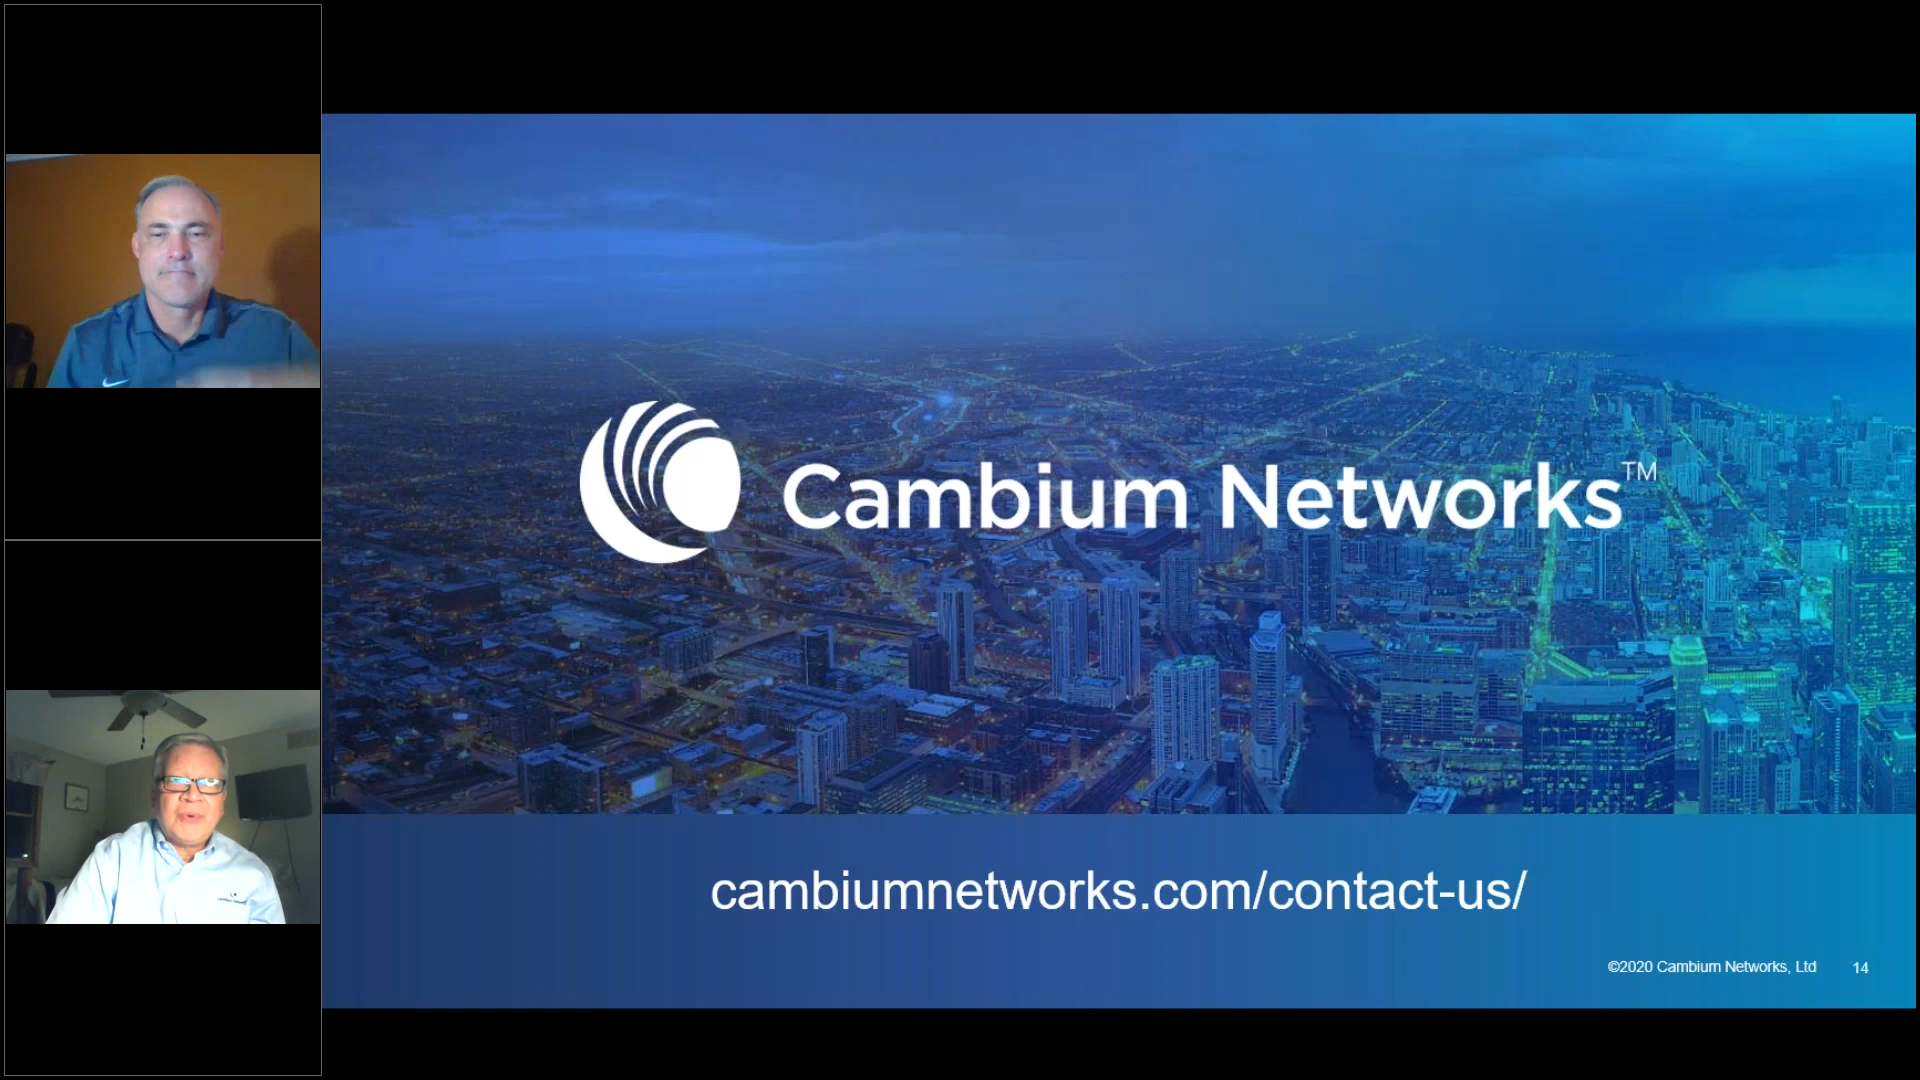 Cambium Networks™
cambiumnetworks.com/contact-us/
©2020 Cambium Networks, Ltd 14